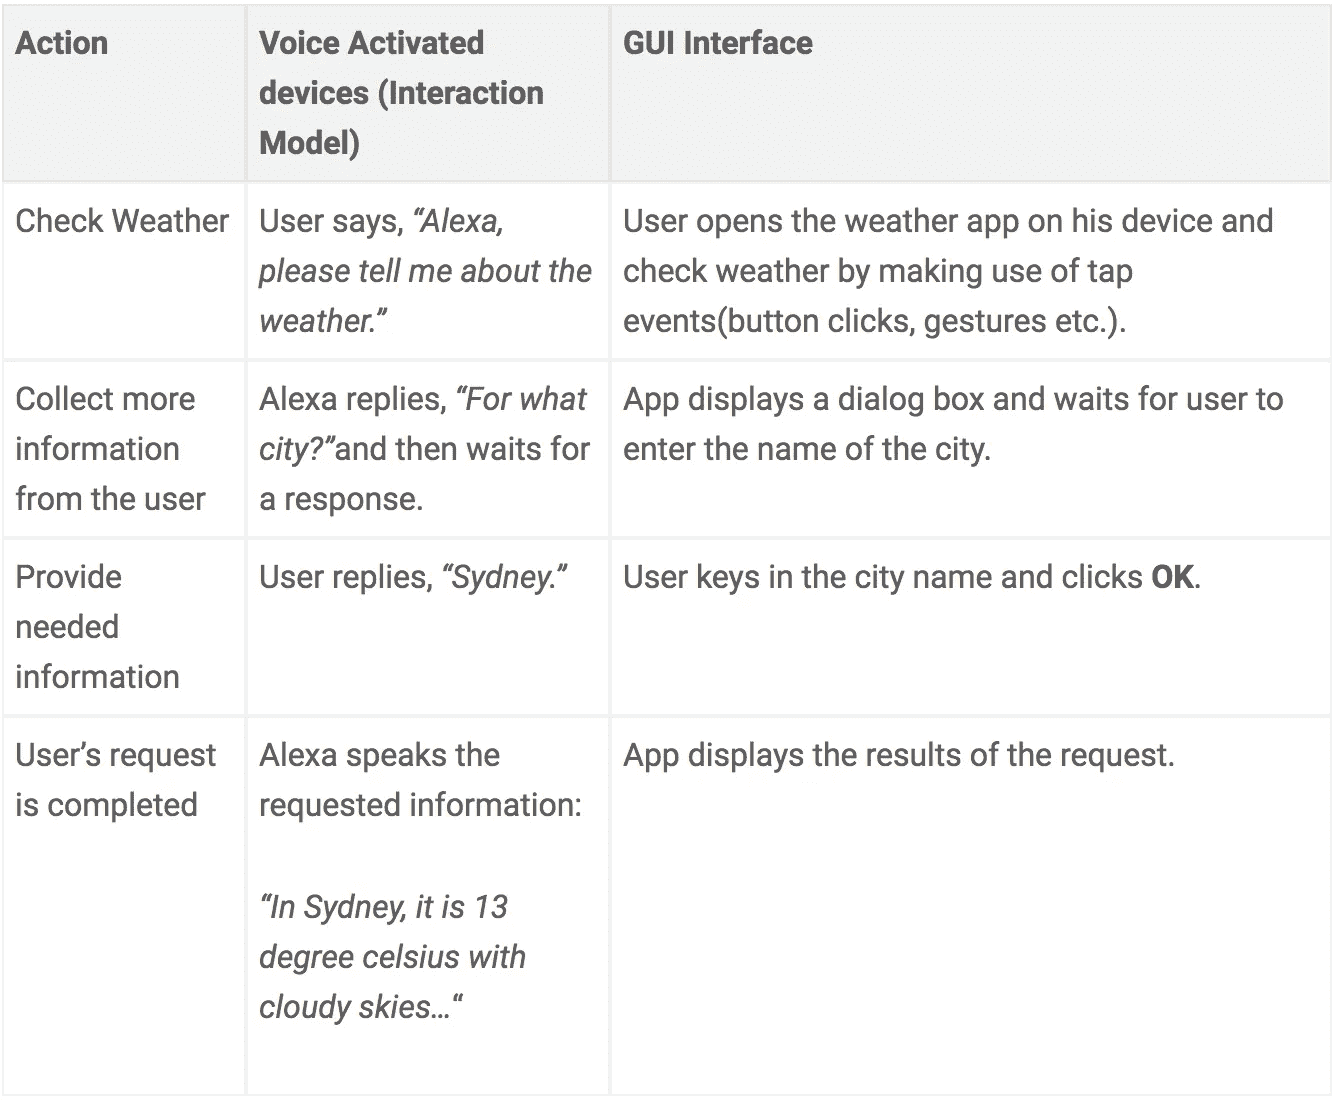 Action
Voice Activated
devices (Interaction
Model)
GUI Interface
Check Weather
User says, “Alexa,
please tell me about the
weather.”
User opens the weather app on his device and
check weather by making use of tap
events(button clicks, gestures etc.).
Collect more
information
from the user
Alexa replies, “For what
city?”and then waits for
a response.
App displays a dialog box and waits for user to
enter the name of the city.
Provide
needed
information
User replies, “Sydney.”
User keys in the city name and clicks OK.
User’s request
is completed
Alexa speaks the
requested information:
“In Sydney, it is 13
degree celsius with
cloudy skies…“
App displays the results of the request.